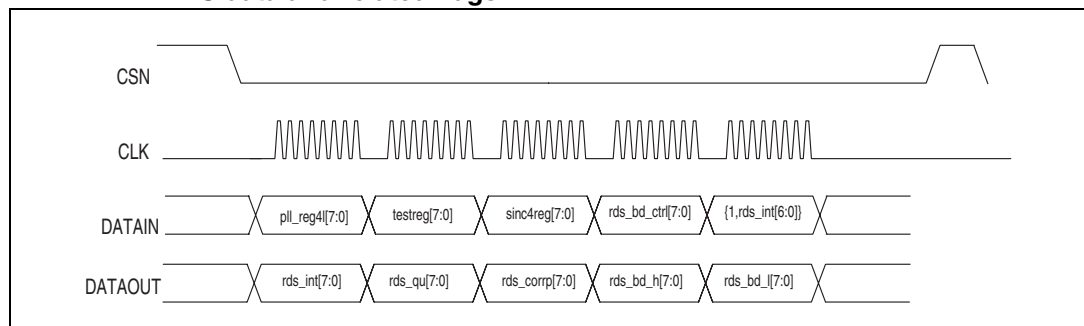 CSN
CLK
DATAIN
pll_reg4l[7:0] testreg[7:0] sinc4reg[7:0] rds_bd_ctrl[7:0] {1,rds_int[6:0]}
DATAOUT
rds_int[7:0] rds_qu[7:0] rds_corrp[7:0] rds_bd_h[7:0] rds_bd_l[7:0]